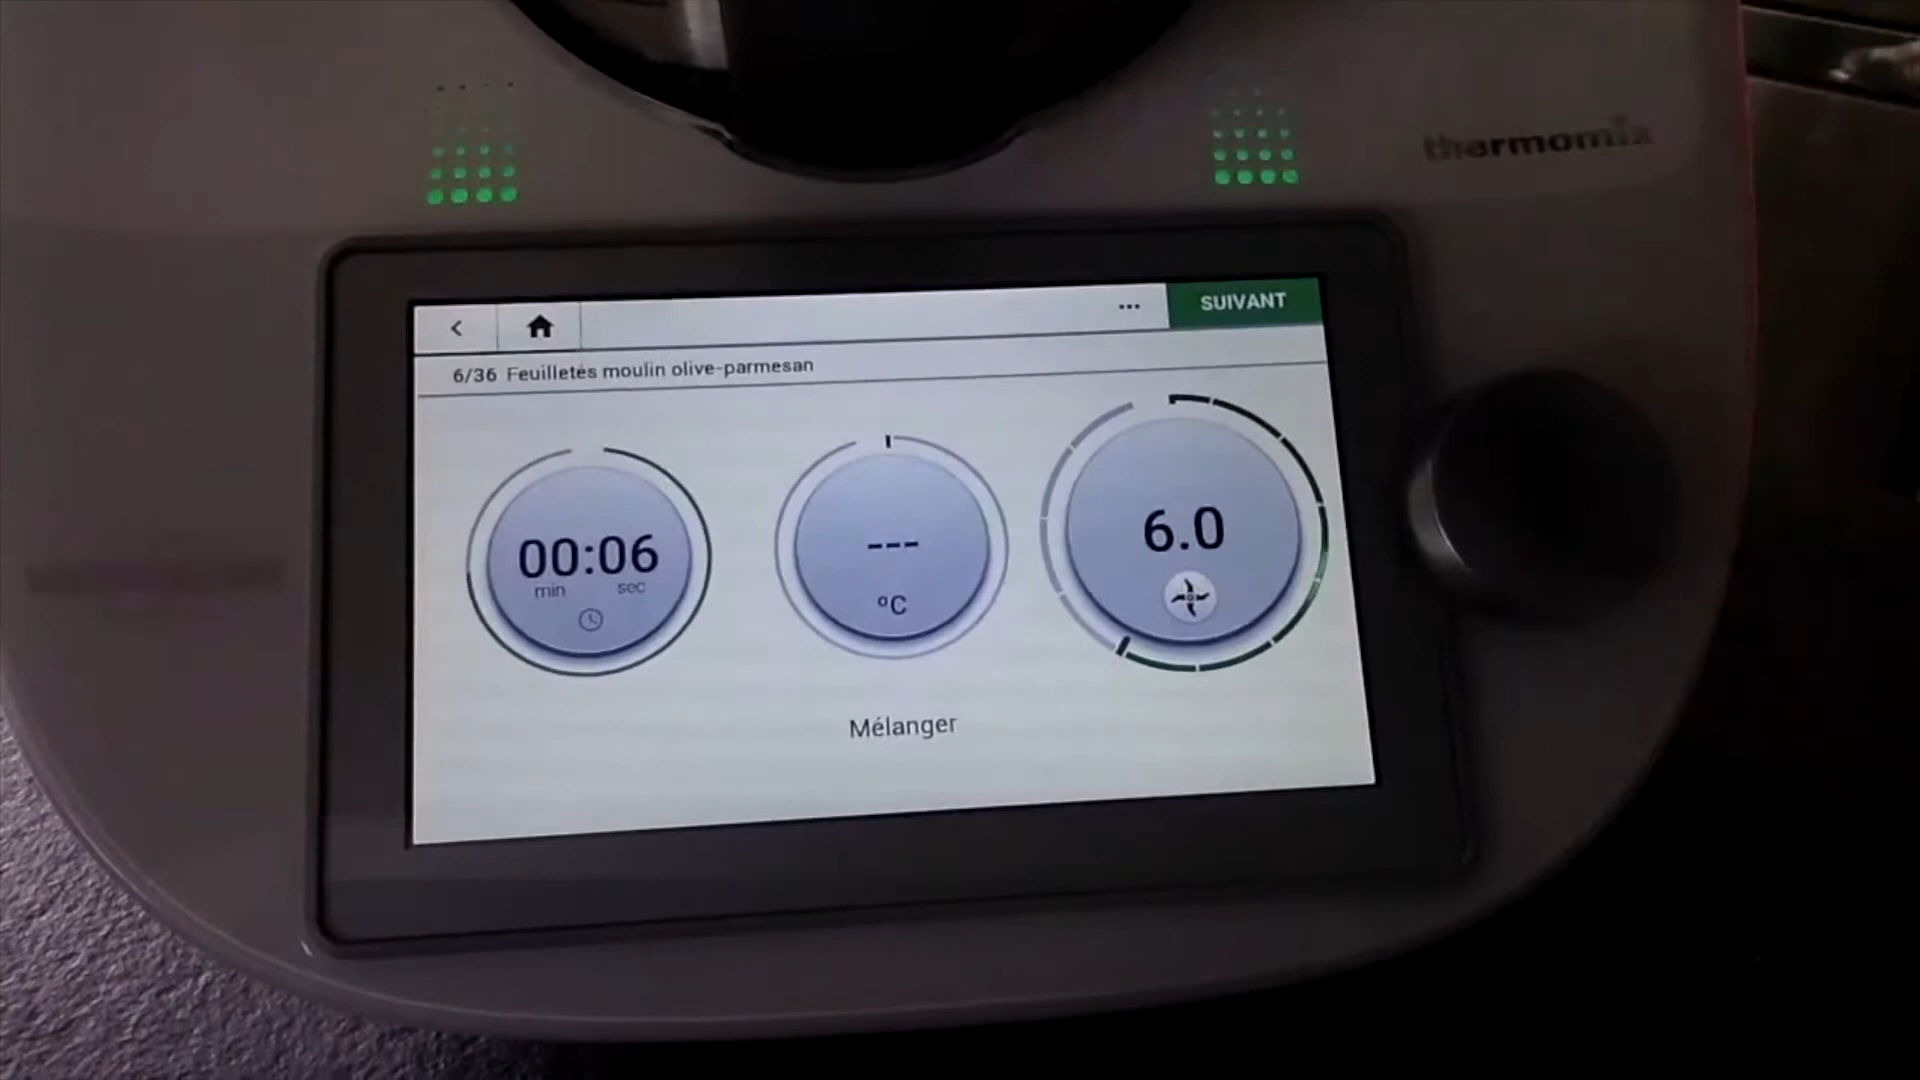 thermomix
... SUIVANT
6/36 Feuilletés moulin olive-parmesan
00:06
min sec
---
°C
6.0
Mélanger